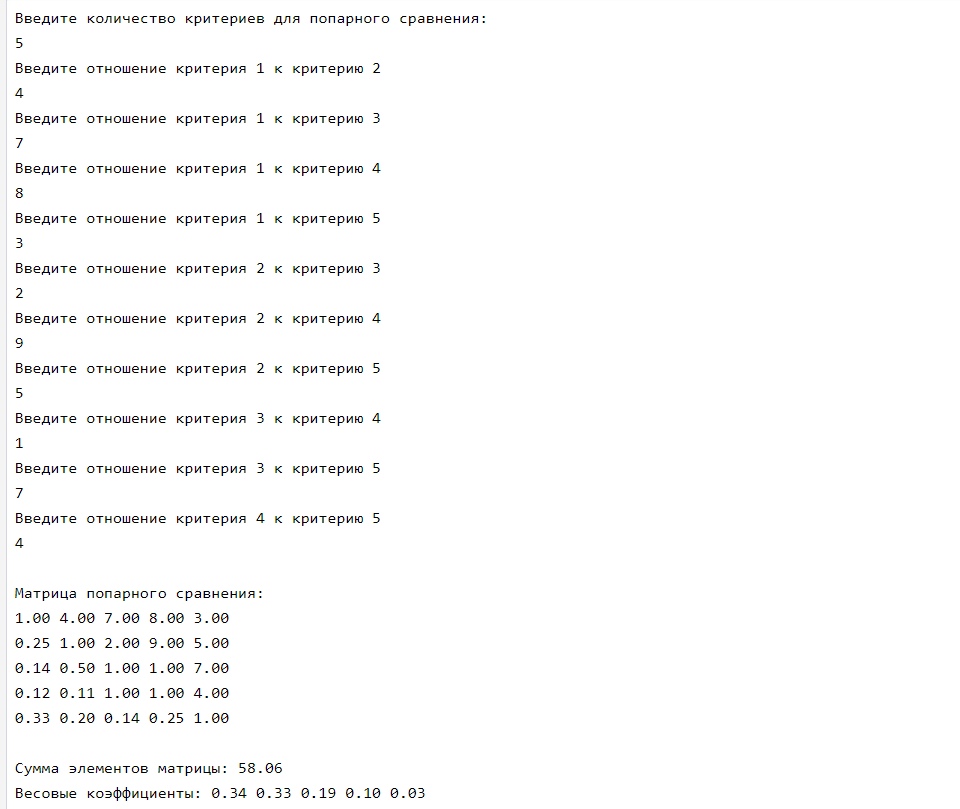 Введите количество критериев для попарного сравнения:
5
Введите отношение критерия 1 к критерию 2
4
Введите отношение критерия 1 к критерию 3
7
Введите отношение критерия 1 к критерию 4
8
Введите отношение критерия 1 к критерию 5
3
Введите отношение критерия 2 к критерию 3
2
Введите отношение критерия 2 к критерию 4
9
Введите отношение критерия 2 к критерию 5
5
Введите отношение критерия 3 к критерию 4
1
Введите отношение критерия 3 к критерию 5
7
Введите отношение критерия 4 к критерию 5
4
Матрица попарного сравнения:
1.00 4.00 7.00 8.00 3.00
0.25 1.00 2.00 9.00 5.00
0.14 0.50 1.00 1.00 7.00
0.12 0.11 1.00 1.00 4.00
0.33 0.20 0.14 0.25 1.00
Сумма элементов матрицы: 58.06
Весовые коэффициенты: 0.34 0.33 0.19 0.10 0.03